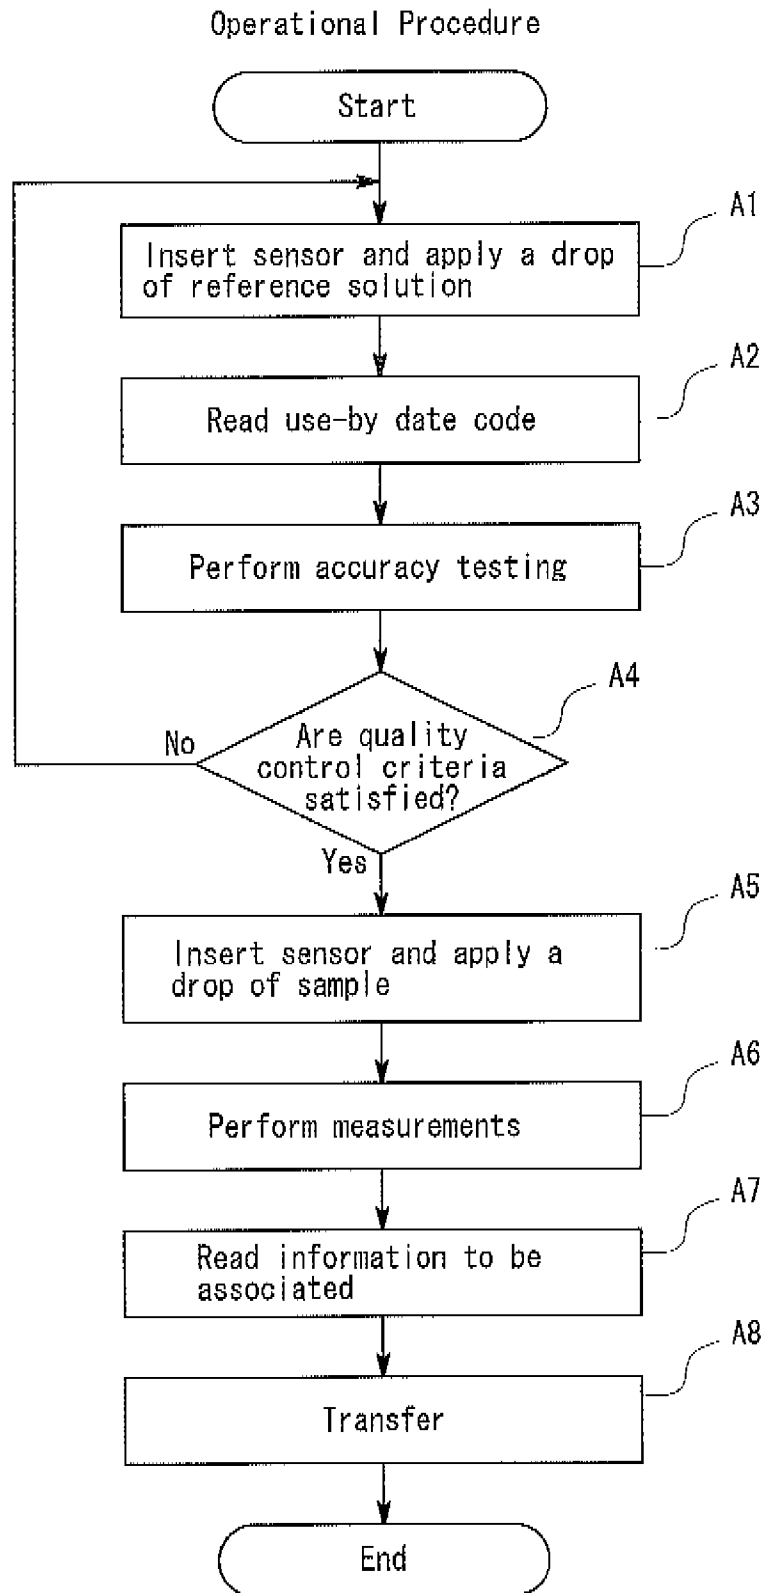 Operational Procedure
Start
A1
Insert sensor and apply a drop
of reference solution
A2
Read use-by date code
A3
Perform accuracy testing
A4
Are quality
control criteria
satisfied?
No
Yes
A5
Insert sensor and apply a
drop of sample
A6
Perform measurements
A7
Read information to be
associated
A8
Transfer
End